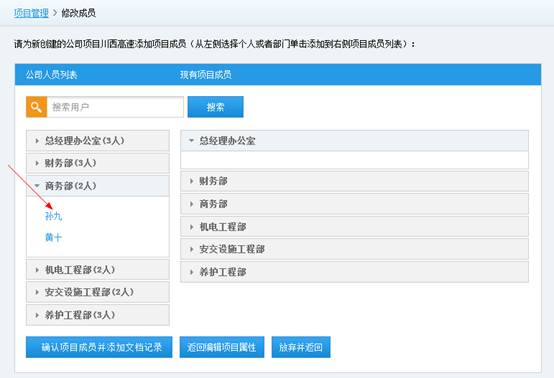 项目管理 > 修改成员
请为新创建的公司项目川西高速添加项目成员（从左侧选择个人或者部门单击添加到右侧项目成员列表）：
公司人员列表 现有项目成员
搜索用户 搜索
总经理办公室(3人) 总经理办公室
财务部(3人)
商务部(2人) 财务部
孙九 商务部
黄十 机电工程部
安交设施工程部
机电工程部(2人) 养护工程部
安交设施工程部(2人)
养护工程部(3人)
确认项目成员并添加文档记录 返回编辑项目属性 放弃并返回